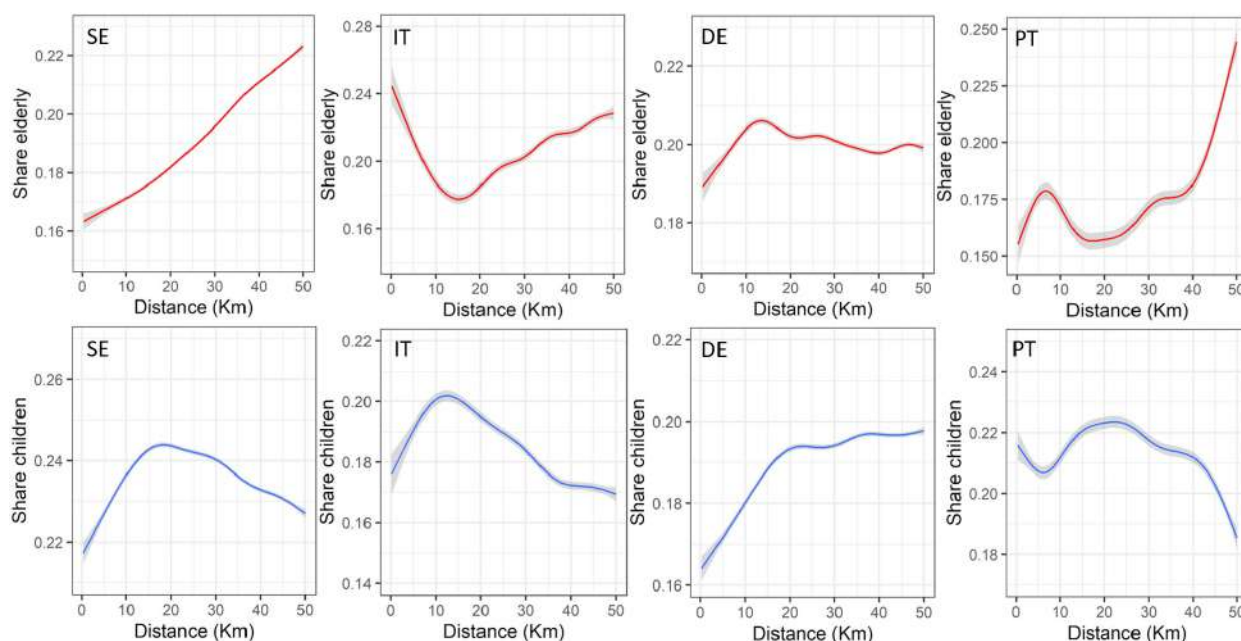 SE
IT
DE
PT
Share elderly
0.22
0.20
0.18
0.16
0 10 20 30 40 50
Distance (Km)
Share elderly
0.28
0.24
0.20
0.16
0 10 20 30 40 50
Distance (Km)
Share elderly
0.22
0.20
0.18
0 10 20 30 40 50
Distance (Km)
Share elderly
0.250
0.225
0.200
0.175
0.150
0 10 20 30 40 50
Distance (Km)
SE
IT
DE
PT
Share children
0.26
0.24
0.22
0 10 20 30 40 50
Distance (Km)
Share children
0.22
0.20
0.18
0.16
0.14
0 10 20 30 40 50
Distance (Km)
Share children
0.22
0.20
0.18
0.16
0 10 20 30 40 50
Distance (Km)
Share children
0.24
0.22
0.20
0.18
0 10 20 30 40 50
Distance (Km)